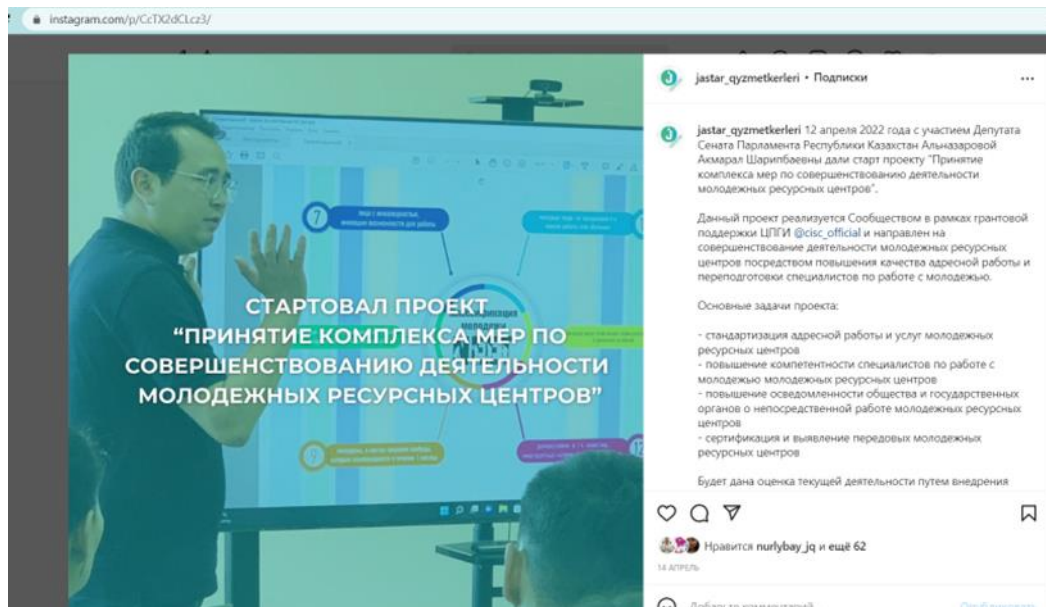 instagram.com/p/CcTX2dCLcz3/
7
9
12
СТАРТОВАЛ ПРОЕКТ
“ПРИНЯТИЕ КОМПЛЕКСА МЕР ПО
СОВЕРШЕНСТВОВАНИЮ ДЕЯТЕЛЬНОСТИ
МОЛОДЕЖНЫХ РЕСУРСНЫХ ЦЕНТРОВ”
jastar_qyzmetkerleri • Подписки
jastar_qyzmetkerleri 12 апреля 2022 года с участием Депутата
Сената Парламента Республики Казахстан Альназаровой
Акмарал Шарипбаевны дали старт проекту "Принятие
комплекса мер по совершенствованию деятельности
молодежных ресурсных центров".
Данный проект реализуется Сообществом в рамках грантовой
поддержки ЦПГИ @cisc_official и направлен на
совершенствование деятельности молодежных ресурсных
центров посредством повышения качества адресной работы и
переподготовки специалистов по работе с молодежью.
Основные задачи проекта:
- стандартизация адресной работы и услуг молодежных
ресурсных центров
- повышение компетентности специалистов по работе с
молодежью молодежных ресурсных центров
- повышение осведомленности общества и государственных
органов о непосредственной работе молодежных ресурсных
центров
- сертификация и выявление передовых молодежных
ресурсных центров
Будет дана оценка текущей деятельности путем внедрения
Нравится nurlybay_jq и ещё 62
14 АПРЕЛЬ